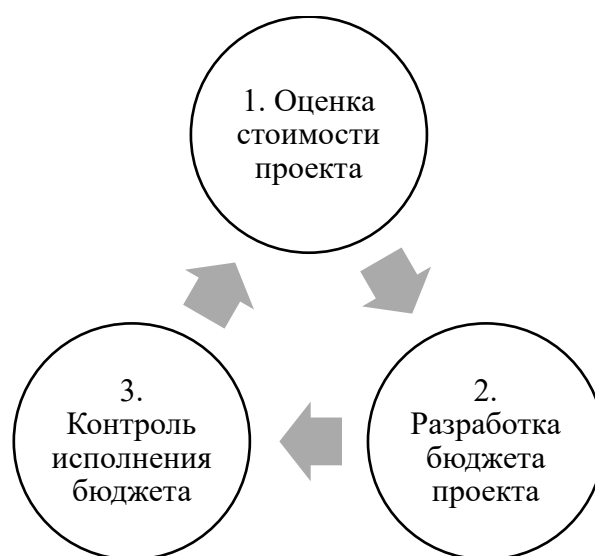 1. Оценка
стоимости
проекта
2.
Разработка
бюджета
проекта
3.
Контроль
исполнения
бюджета